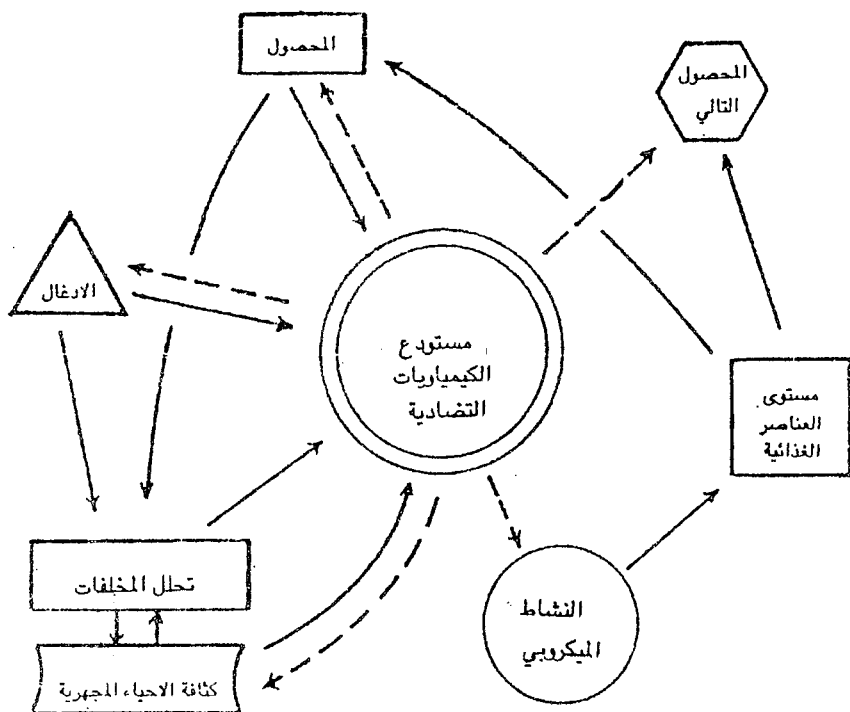 المحصول
المحصول
التالي
الادغال
مستودع
الكيمياويات
التضادية
مستوى
العناصر
الغذائية
تحلل المخلفات
النشاط
الميكروبي
كثافة الاحياء المجهرية